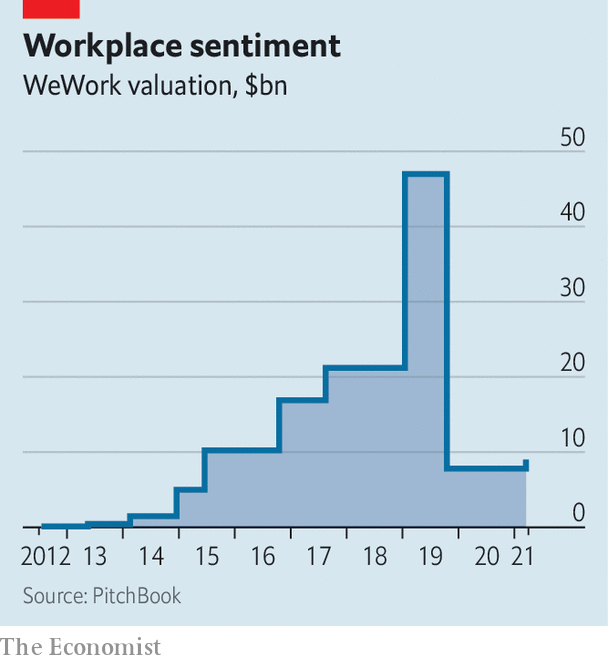 Workplace sentiment
WeWork valuation, $bn
50
40
30
20
10
0
2012 13 14 15 16 17 18 19 20 21
Source: PitchBook
The Economist